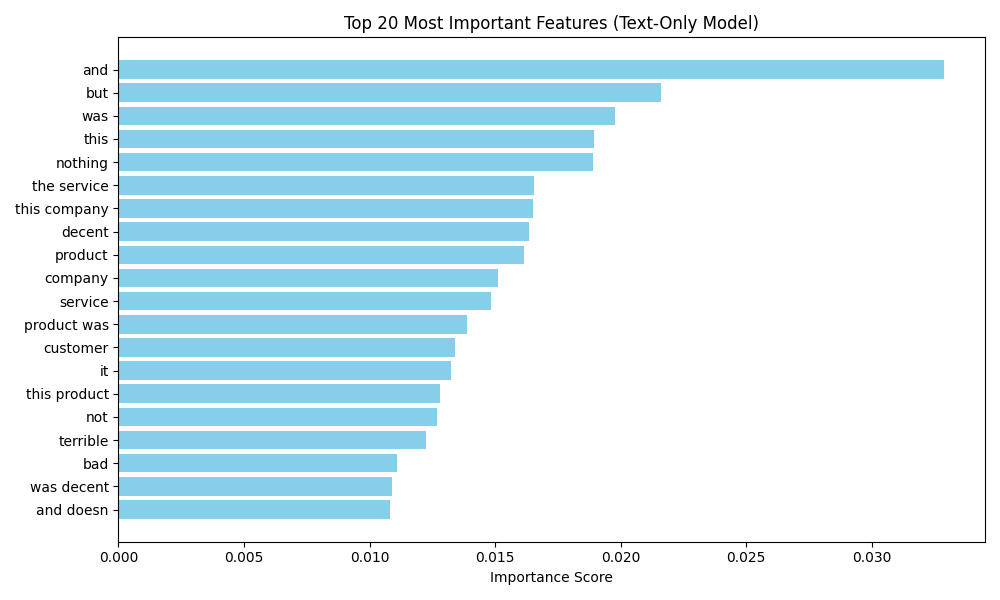 Top 20 Most Important Features (Text-Only Model)
and
but
was
this
nothing
the service
this company
decent
product
company
service
product was
customer
it
this product
not
terrible
bad
was decent
and doesn
0.000 0.005 0.010 0.015 0.020 0.025 0.030
Importance Score